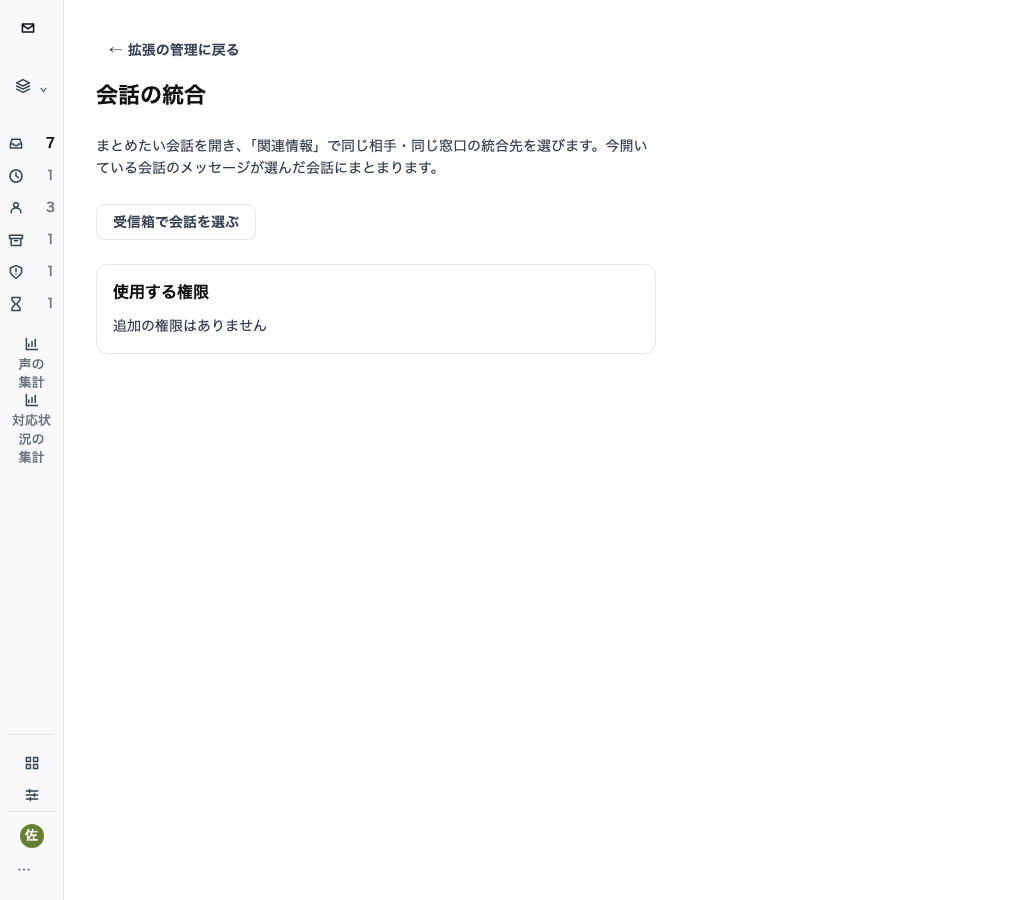 ← 拡張の管理に戻る
会話の統合
まとめたい会話を開き、「関連情報」で同じ相手・同じ窓口の統合先を選びます。今開い
ている会話のメッセージが選んだ会話にまとまります。
受信箱で会話を選ぶ
使用する権限
追加の権限はありません
7
1
3
1
1
1
声の
集計
対応状
況の
集計
佐
…